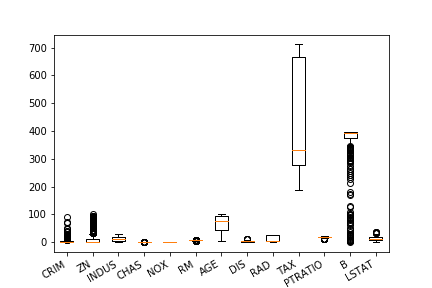 700
600
500
400
300
200
100
0
CRIM
ZN
INDUS
CHAS
NOX
RM
AGE
DIS
RAD
TAX
PTRATIO
B
LSTAT